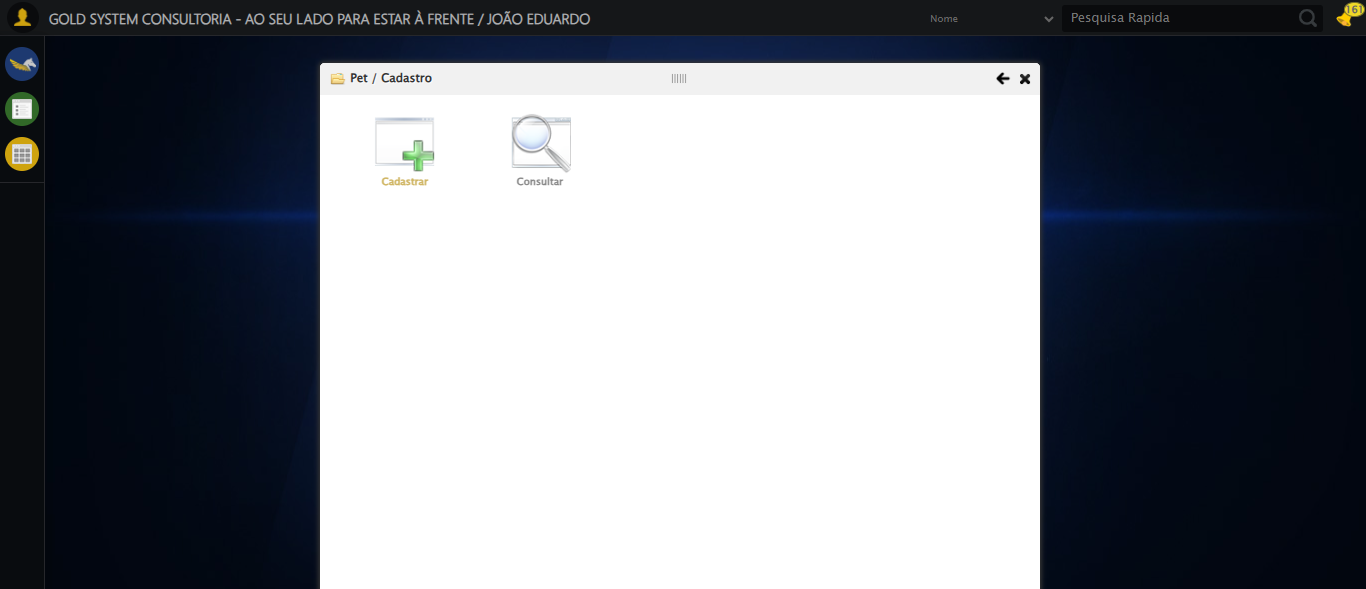 GOLD SYSTEM CONSULTORIA - AO SEU LADO PARA ESTAR À FRENTE / JOÃO EDUARDO
Nome
Pesquisa Rapida
161
Pet / Cadastro
Cadastrar
Consultar